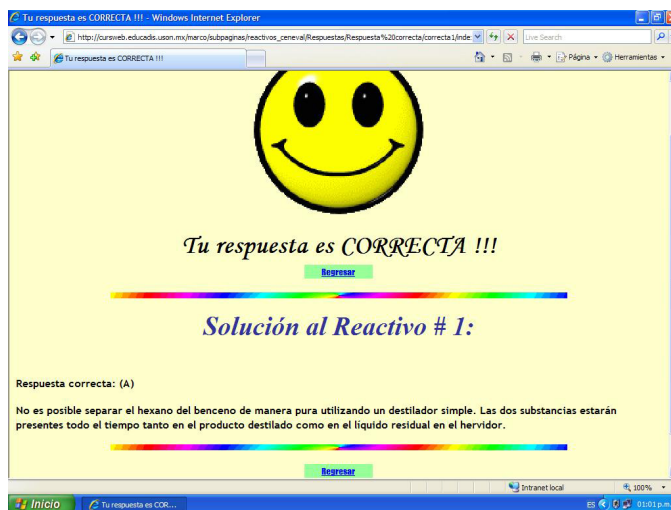 Tu respuesta es CORRECTA !!! - Windows Internet Explorer
http://cursweb.educadis.uson.mx/marco/subpaginas/reactivos_ceneval/Respuestas/Respuesta%20correcta/correcta1/inde
Live Search
Tu respuesta es CORRECTA !!!
Página
Herramientas
Tu respuesta es CORRECTA !!!
Regresar
Solución al Reactivo # 1:
Respuesta correcta: (A)
No es posible separar el hexano del benceno de manera pura utilizando un destilador simple. Las dos substancias estarán
presentes todo el tiempo tanto en el producto destilado como en el líquido residual en el hervidor.
Regresar
Intranet local
100%
Inicio
Tu respuesta es COR...
ES
01:01 p.m.